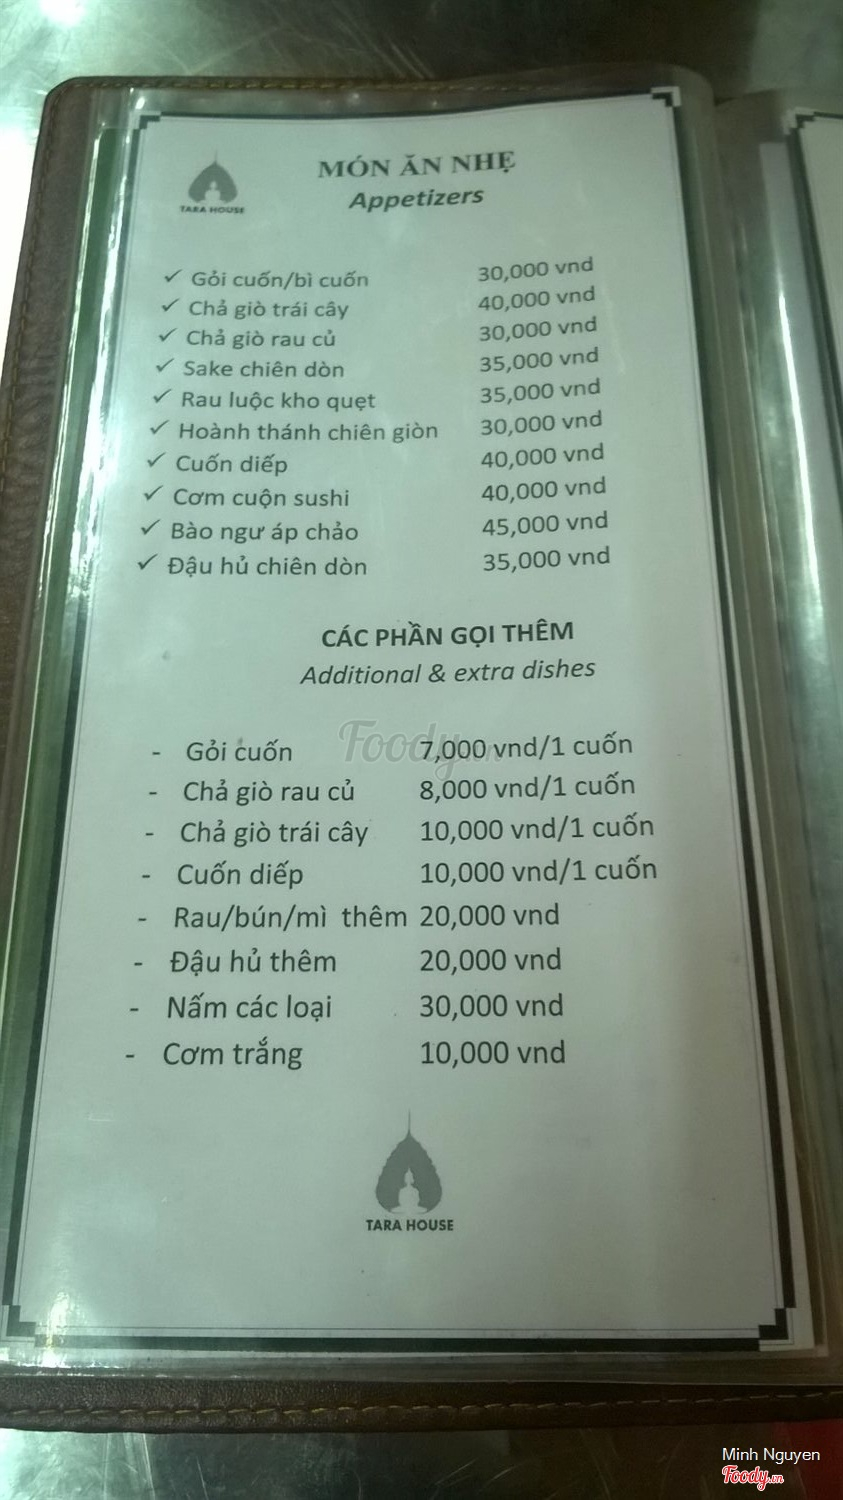 MÓN ĂN NHẸ
Appetizers
TARA HOUSE
✓ Gỏi cuốn/bì cuốn 30,000 vnd
✓ Chả giò trái cây 40,000 vnd
✓ Chả giò rau củ 30,000 vnd
✓ Sake chiên dòn 35,000 vnd
✓ Rau luộc kho quẹt 35,000 vnd
✓ Hoành thánh chiên giòn 30,000 vnd
✓ Cuốn diếp 40,000 vnd
✓ Cơm cuộn sushi 40,000 vnd
✓ Bào ngư áp chảo 45,000 vnd
✓ Đậu hủ chiên dòn 35,000 vnd
CÁC PHẦN GỌI THÊM
Additional & extra dishes
- Gỏi cuốn 7,000 vnd/1 cuốn
- Chả giò rau củ 8,000 vnd/1 cuốn
- Chả giò trái cây 10,000 vnd/1 cuốn
- Cuốn diếp 10,000 vnd/1 cuốn
- Rau/bún/mì thêm 20,000 vnd
- Đậu hủ thêm 20,000 vnd
- Nấm các loại 30,000 vnd
- Cơm trắng 10,000 vnd
TARA HOUSE
Foody.vn
Minh Nguyen
Foody.vn